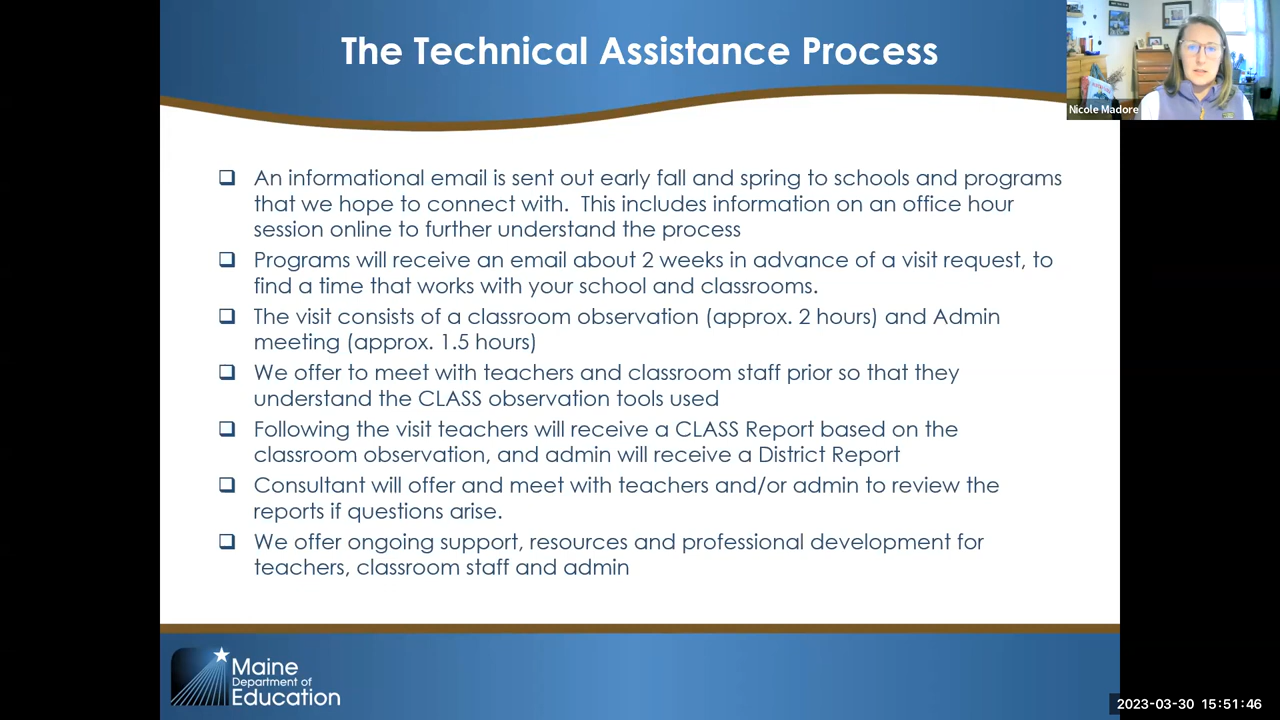 The Technical Assistance Process
Nicole Madore
❑ An informational email is sent out early fall and spring to schools and programs
that we hope to connect with.  This includes information on an office hour
session online to further understand the process
❑ Programs will receive an email about 2 weeks in advance of a visit request, to
find a time that works with your school and classrooms.
❑ The visit consists of a classroom observation (approx. 2 hours) and Admin
meeting (approx. 1.5 hours)
❑ We offer to meet with teachers and classroom staff prior so that they
understand the CLASS observation tools used
❑ Following the visit teachers will receive a CLASS Report based on the
classroom observation, and admin will receive a District Report
❑ Consultant will offer and meet with teachers and/or admin to review the
reports if questions arise.
❑ We offer ongoing support, resources and professional development for
teachers, classroom staff and admin
Maine
Department of
Education
2023-03-30 15:51:46